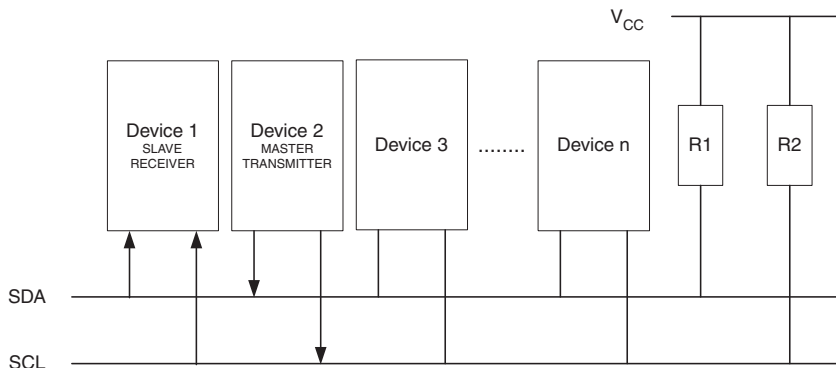 VCC
Device 1
SLAVE
RECEIVER
Device 2
MASTER
TRANSMITTER
Device 3
........
Device n
R1
R2
SDA
SCL